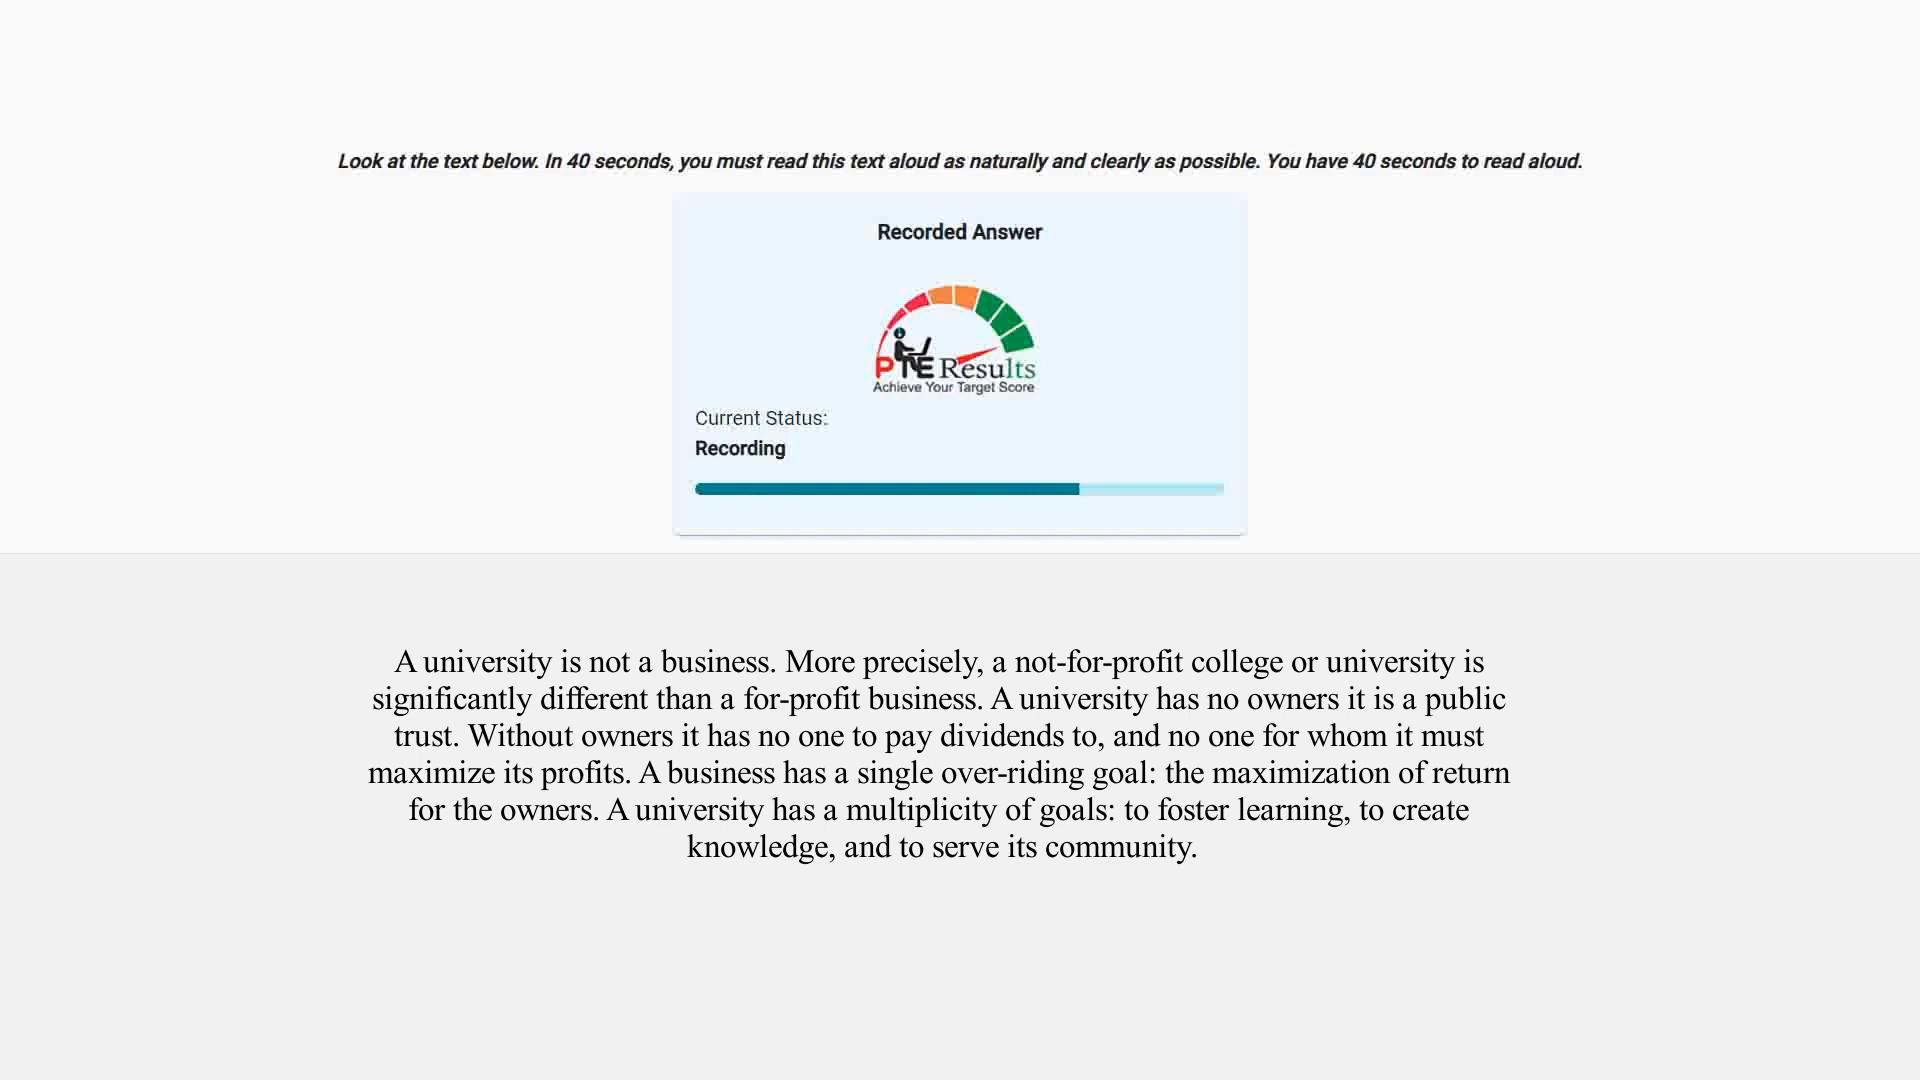 Look at the text below. In 40 seconds, you must read this text aloud as naturally and clearly as possible. You have 40 seconds to read aloud.
Recorded Answer
PTE Results
Achieve Your Target Score
Current Status:
Recording
A university is not a business. More precisely, a not-for-profit college or university is
significantly different than a for-profit business. A university has no owners it is a public
trust. Without owners it has no one to pay dividends to, and no one for whom it must
maximize its profits. A business has a single over-riding goal: the maximization of return
for the owners. A university has a multiplicity of goals: to foster learning, to create
knowledge, and to serve its community.